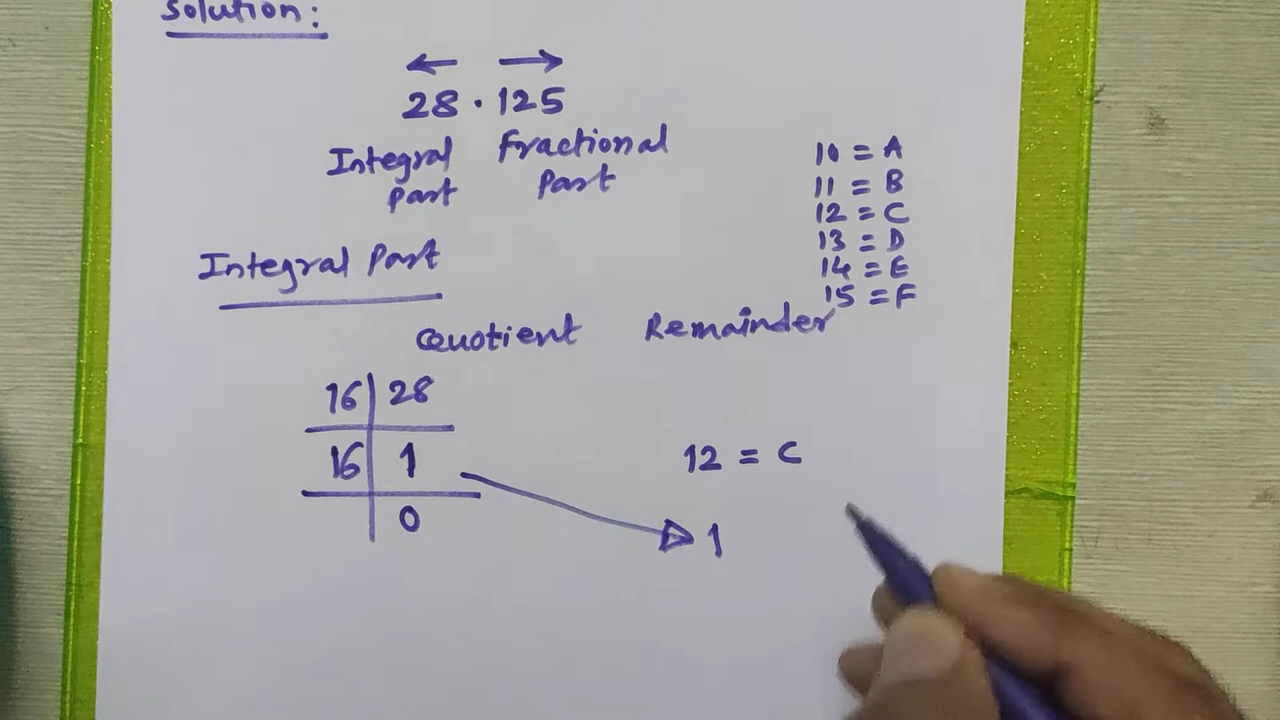 Solution:
← →
28.125
Integral Part Fractional Part
10 = A
11 = B
12 = C
13 = D
14 = E
15 = F
Integral Part
Quotient Remainder
16 | 28
16 | 1 12 = C
0 1